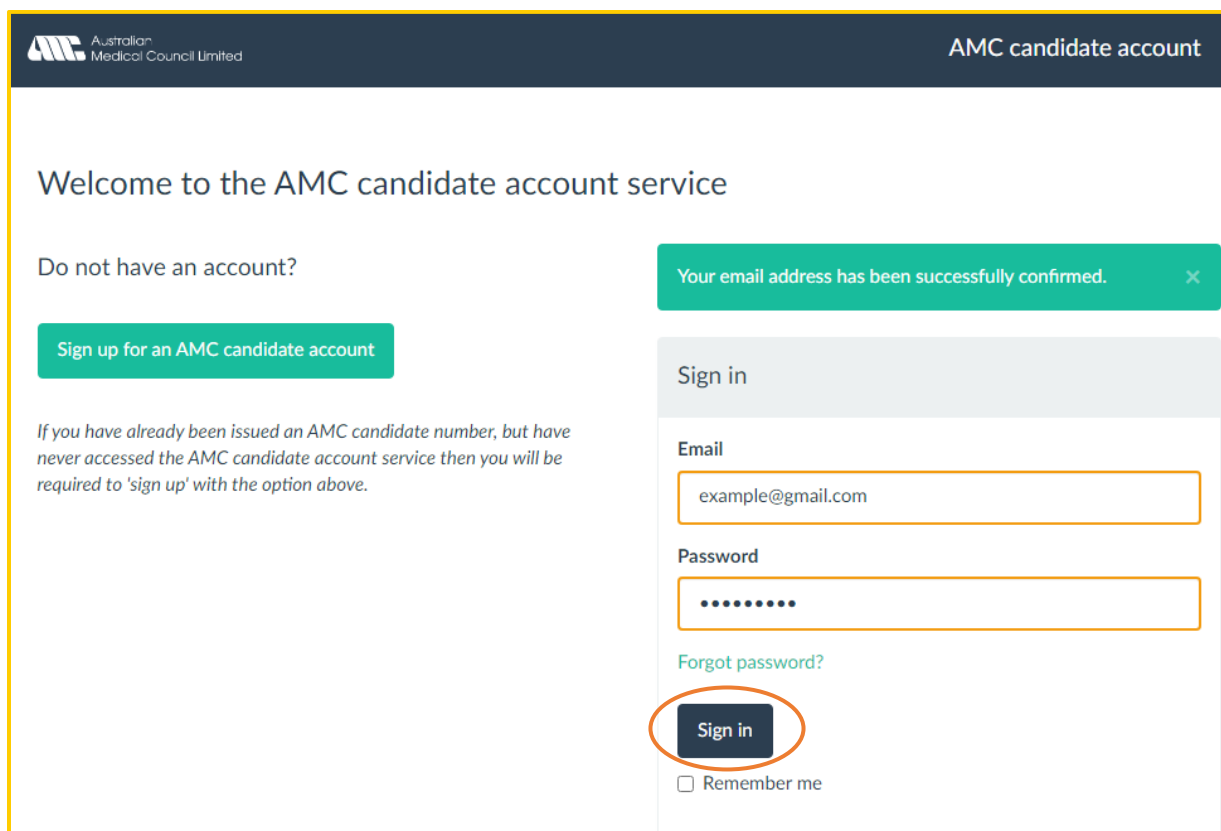 Australian
Medical Council Limited
AMC candidate account
Welcome to the AMC candidate account service
Do not have an account?
Sign up for an AMC candidate account
If you have already been issued an AMC candidate number, but have
never accessed the AMC candidate account service then you will be
required to 'sign up' with the option above.
Your email address has been successfully confirmed. ×
Sign in
Email
example@gmail.com
Password
•••••••••
Forgot password?
Sign in
Remember me